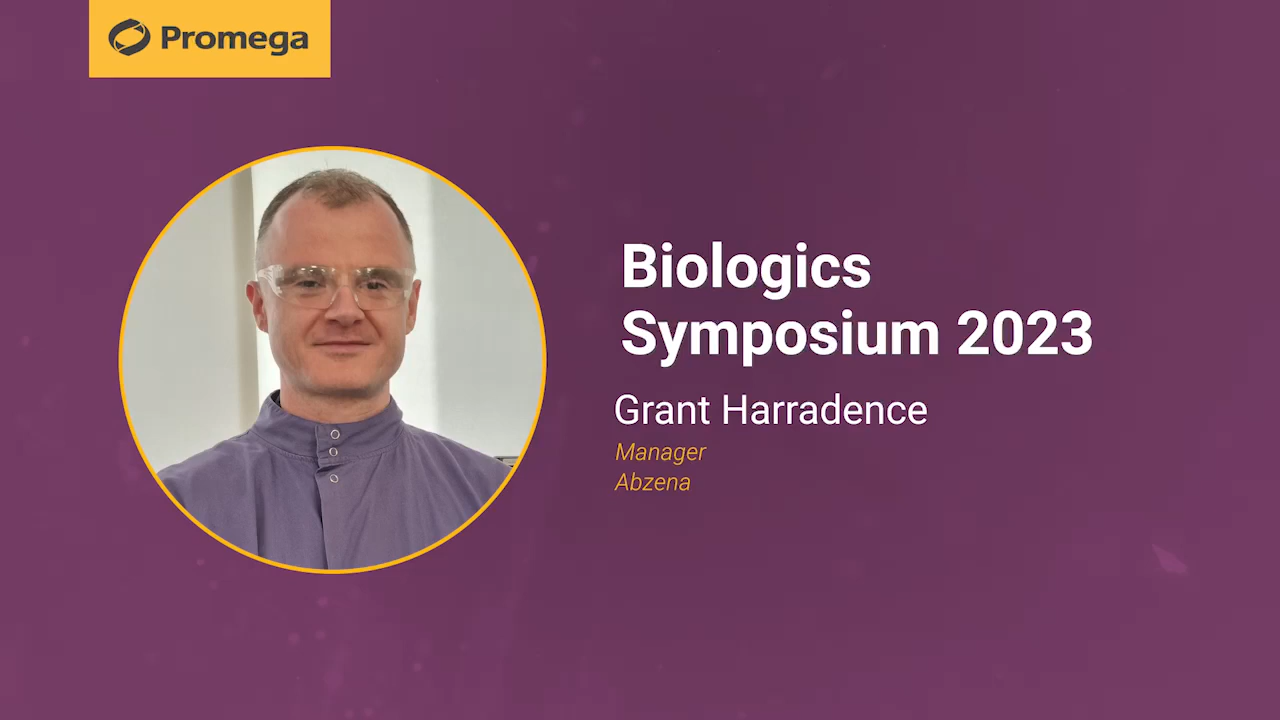 Promega
Biologics
Symposium 2023
Grant Harradence
Manager
Abzena